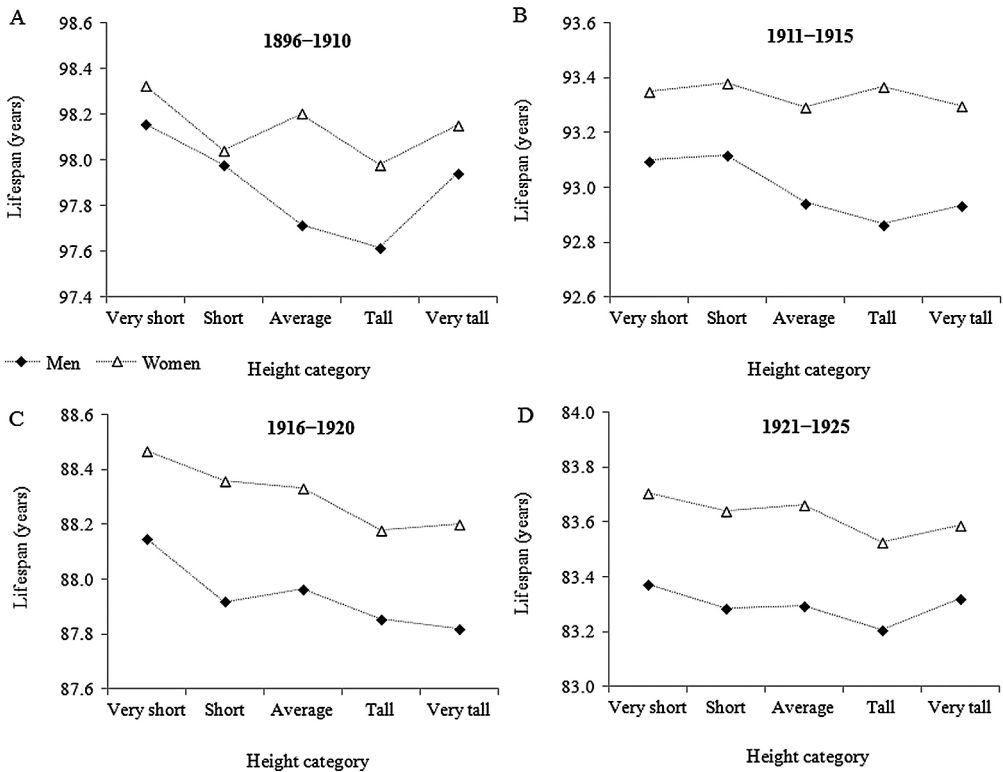 A
1896–1910
Lifespan (years)
98.6
98.4
98.2
98.0
97.8
97.6
97.4
Very short Short Average Tall Very tall
Height category
B
1911–1915
Lifespan (years)
93.6
93.4
93.2
93.0
92.8
92.6
Very short Short Average Tall Very tall
Height category
Men Women
C
1916–1920
Lifespan (years)
88.6
88.4
88.2
88.0
87.8
87.6
Very short Short Average Tall Very tall
Height category
D
1921–1925
Lifespan (years)
84.0
83.8
83.6
83.4
83.2
83.0
Very short Short Average Tall Very tall
Height category